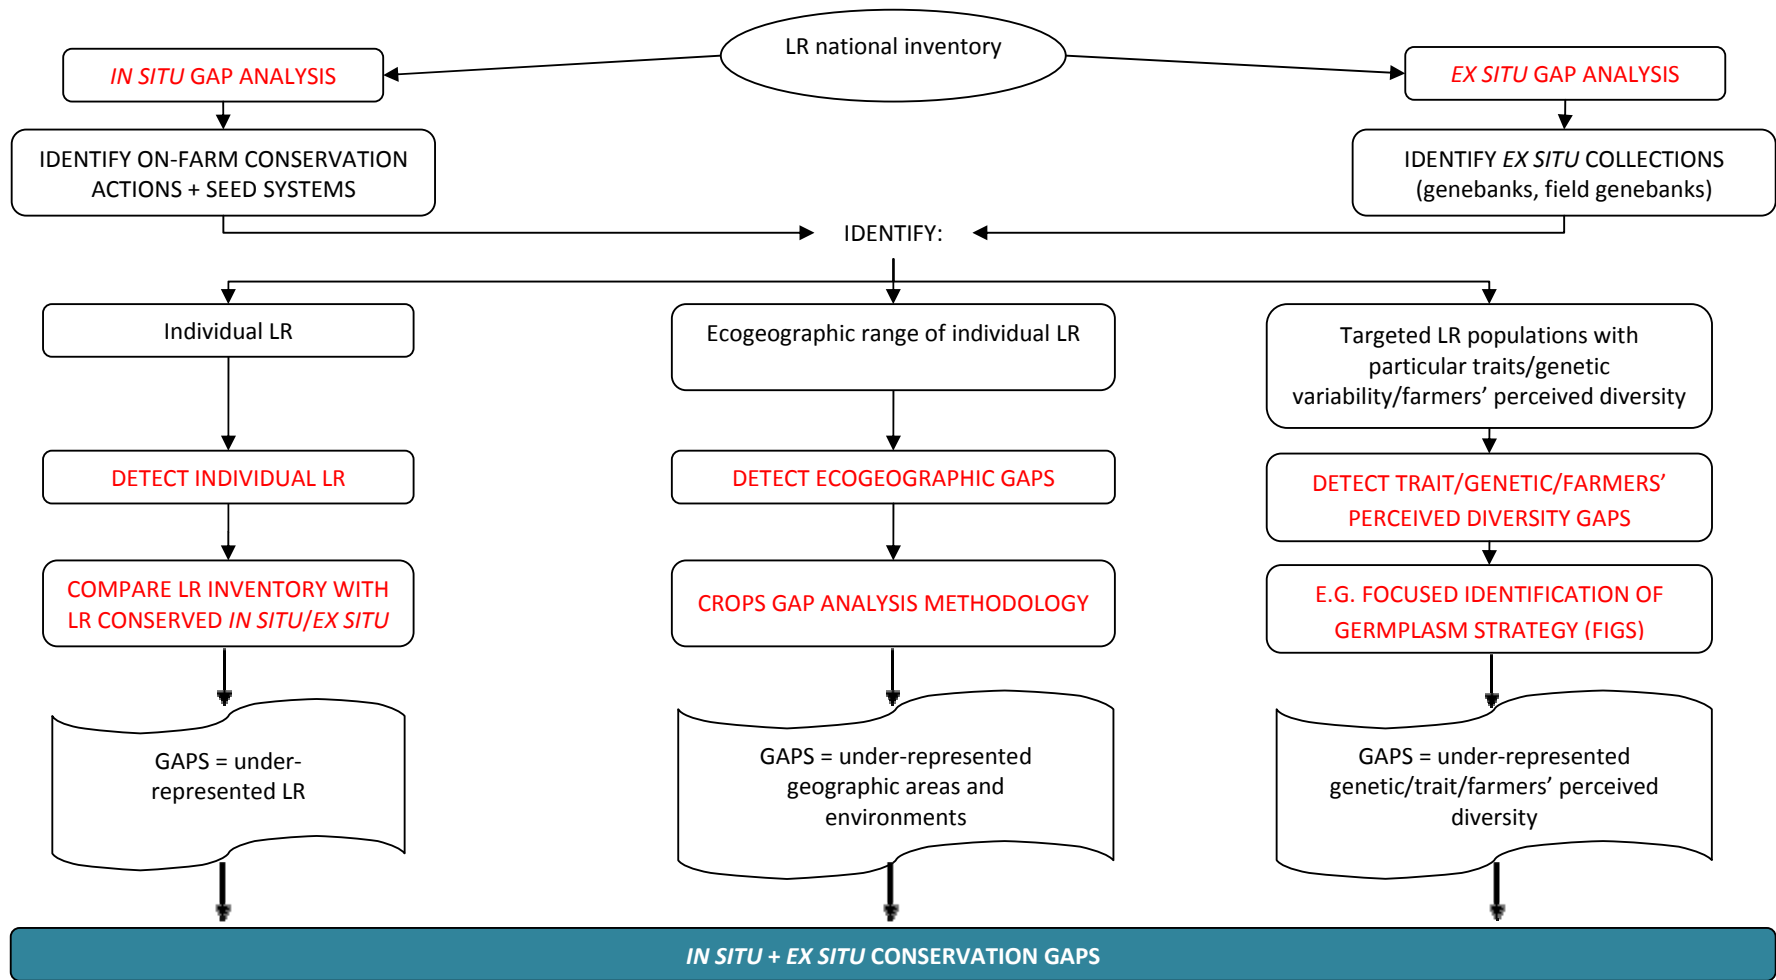 LR national inventory
IN SITU GAP ANALYSIS
EX SITU GAP ANALYSIS
IDENTIFY ON-FARM CONSERVATION
ACTIONS + SEED SYSTEMS
IDENTIFY EX SITU COLLECTIONS
(genebanks, field genebanks)
IDENTIFY:
Individual LR
Ecogeographic range of individual LR
Targeted LR populations with
particular traits/genetic
variability/farmers’ perceived diversity
DETECT INDIVIDUAL LR
DETECT ECOGEOGRAPHIC GAPS
DETECT TRAIT/GENETIC/FARMERS’
PERCEIVED DIVERSITY GAPS
COMPARE LR INVENTORY WITH
LR CONSERVED IN SITU/EX SITU
CROPS GAP ANALYSIS METHODOLOGY
E.G. FOCUSED IDENTIFICATION OF
GERMPLASM STRATEGY (FIGS)
GAPS = under-
represented LR
GAPS = under-represented
geographic areas and
environments
GAPS = under-represented
genetic/trait/farmers’ perceived
diversity
IN SITU + EX SITU CONSERVATION GAPS